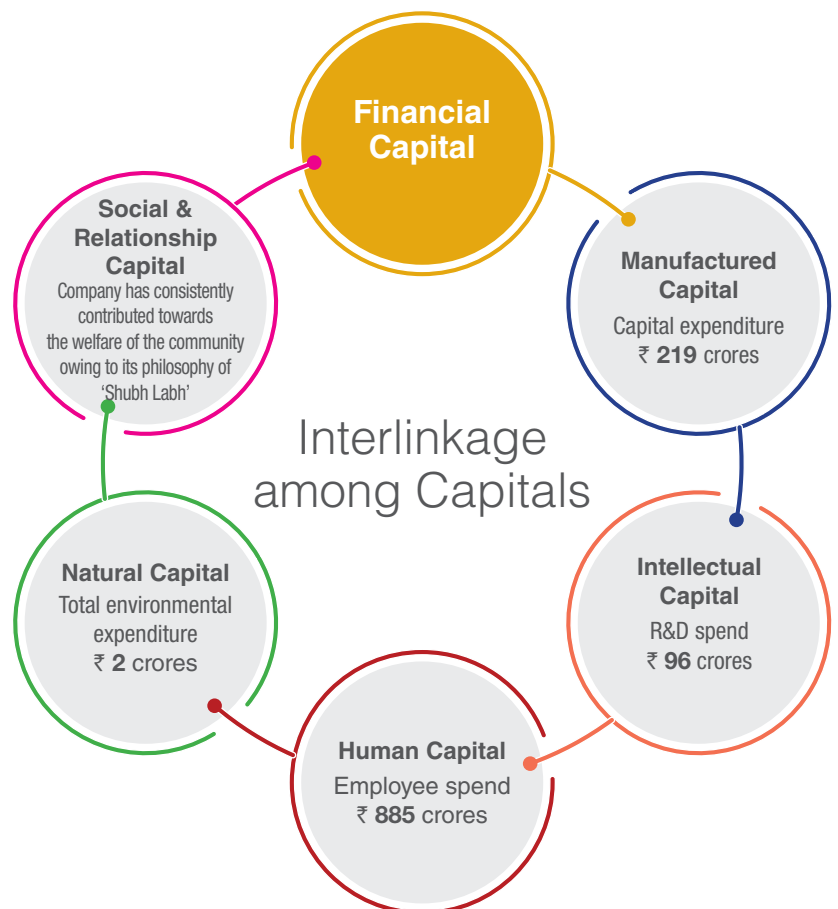 Financial
Capital
Manufactured
Capital
Capital expenditure
₹ 219 crores
Intellectual
Capital
R&D spend
₹ 96 crores
Human Capital
Employee spend
₹ 885 crores
Natural Capital
Total environmental
expenditure
₹ 2 crores
Social &
Relationship
Capital
Company has consistently
contributed towards
the welfare of the community
owing to its philosophy of
‘Shubh Labh’
Interlinkage
among Capitals